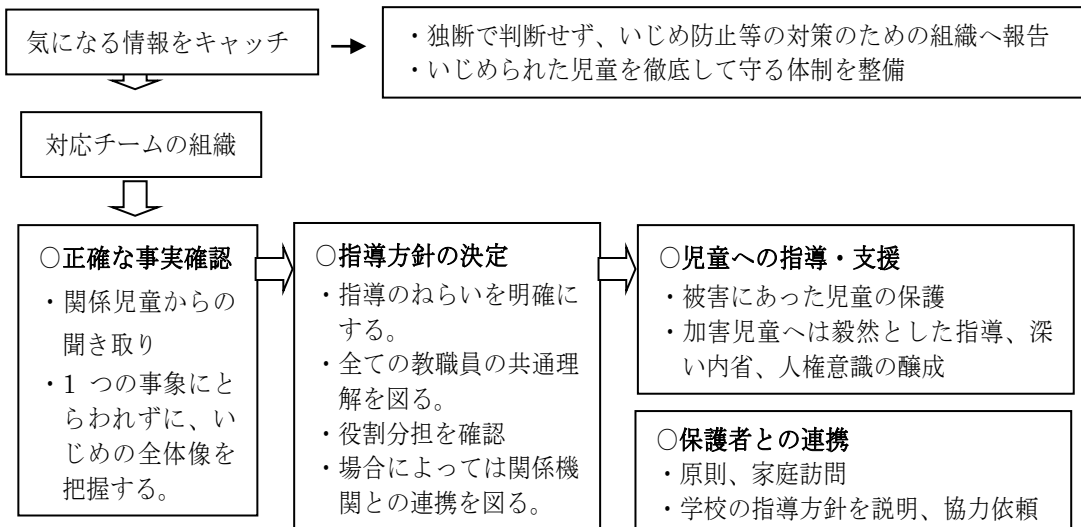 気になる情報をキャッチ
・独断で判断せず、いじめ防止等の対策のための組織へ報告
・いじめられた児童を徹底して守る体制を整備
対応チームの組織
○正確な事実確認
・関係児童からの
聞き取り
・1 つの事象にと
らわれずに、い
じめの全体像を
把握する。
○指導方針の決定
・指導のねらいを明確に
する。
・全ての教職員の共通理
解を図る。
・役割分担を確認
・場合によっては関係機
関との連携を図る。
○児童への指導・支援
・被害にあった児童の保護
・加害児童へは毅然とした指導、深
い内省、人権意識の醸成
○保護者との連携
・原則、家庭訪問
・学校の指導方針を説明、協力依頼